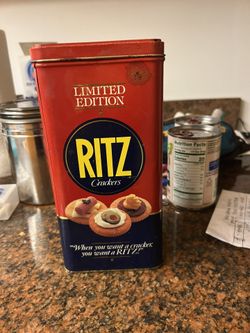 LIMITED
EDITION
RITZ
Crackers
"When you want a cracker,
you want a RITZ!"
Nutrition Facts